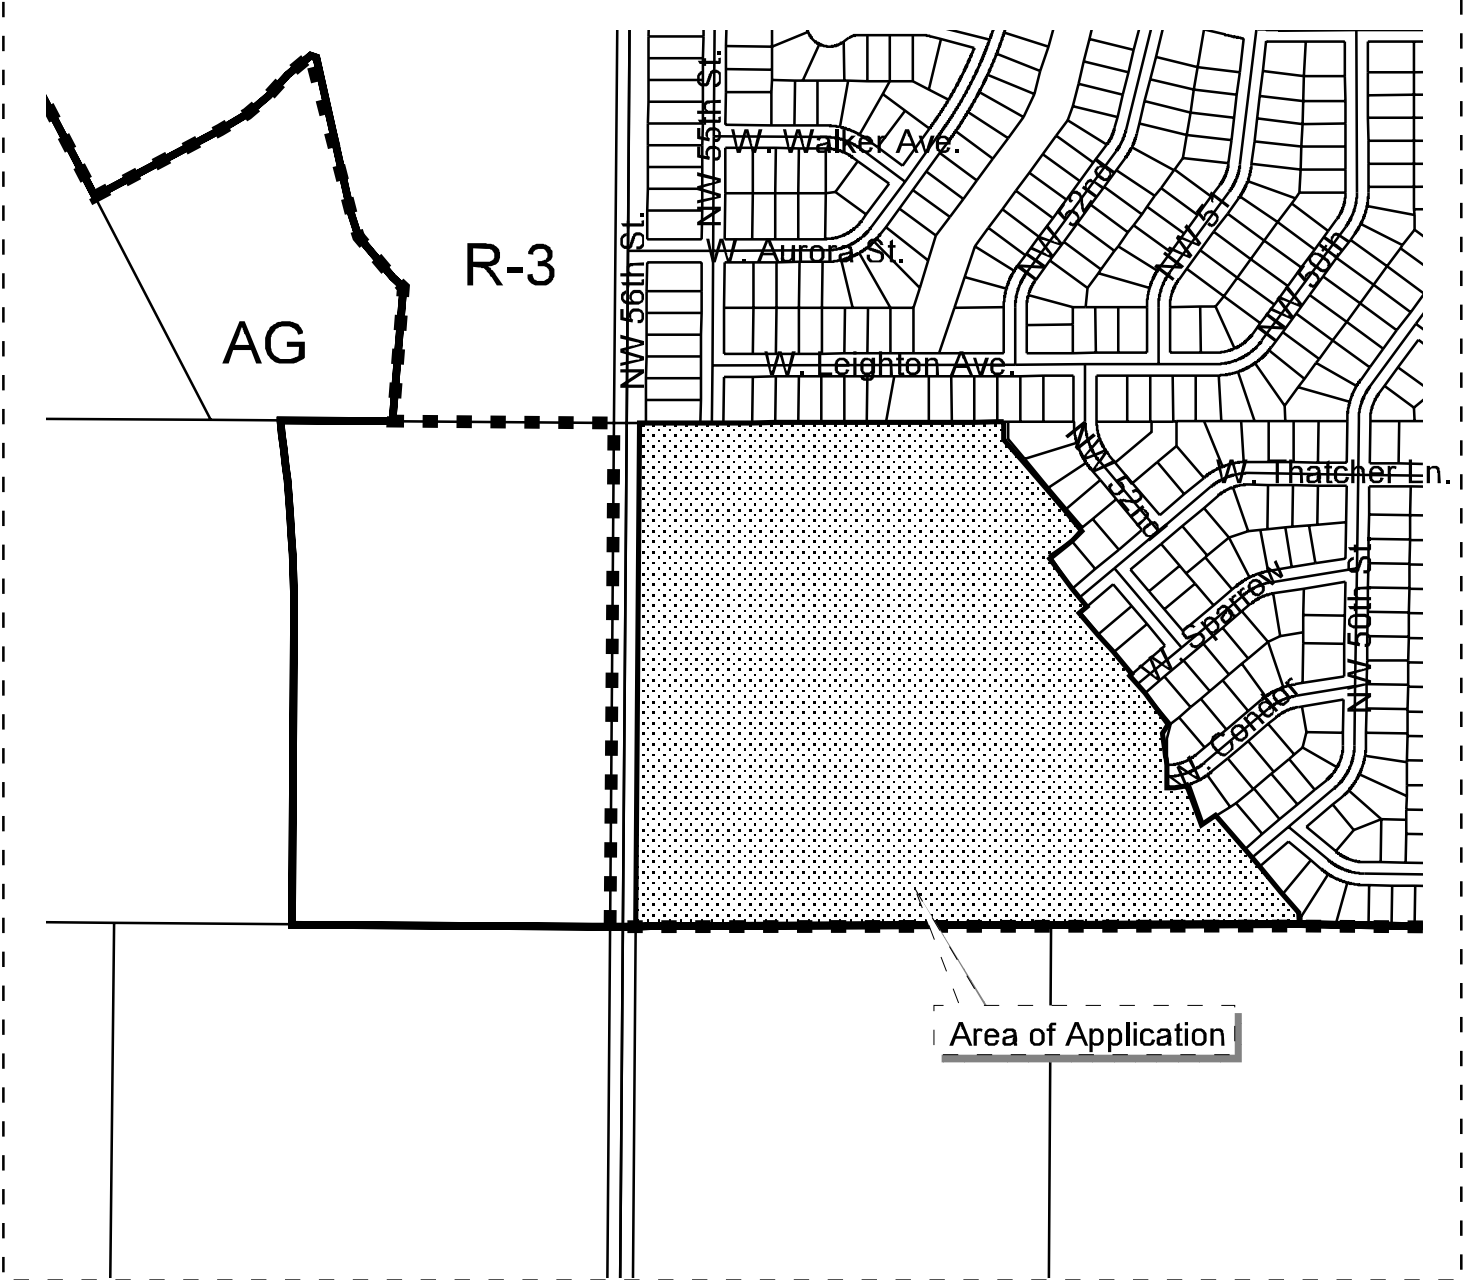 NW 55th St.
W. Walker Ave.
NW 52nd
NW 51
R-3
NW 56th St.
W. Aurora St.
NW 50th
AG
W. Leighton Ave.
NW 52nd
W. Thatcher Ln.
W. Sparrow
NW 50th St.
W. Condor
Area of Application